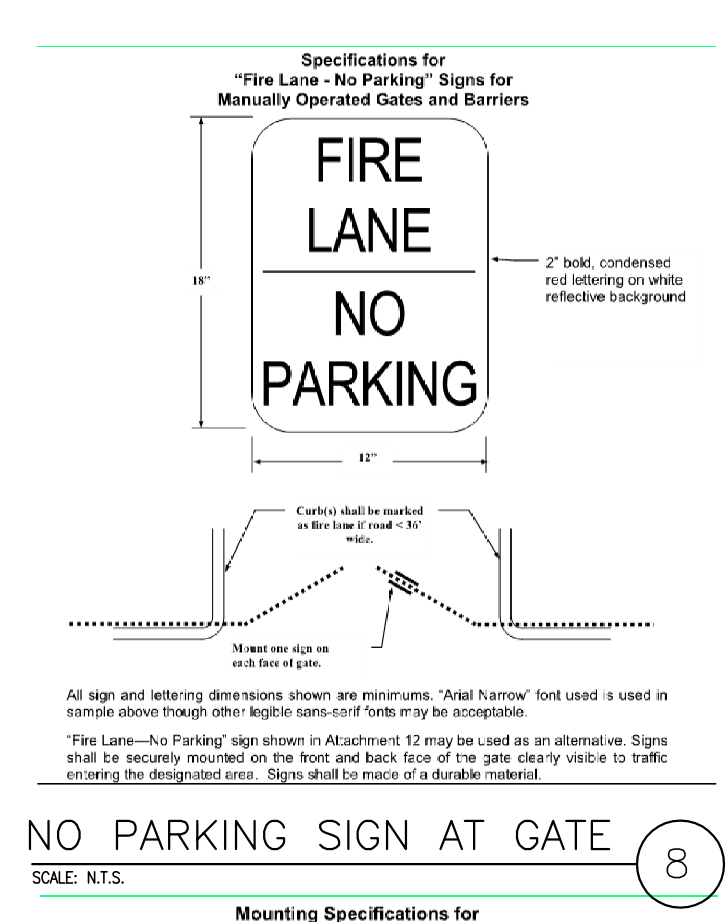 Specifications for
“Fire Lane - No Parking” Signs for
Manually Operated Gates and Barriers
FIRE
LANE
NO
PARKING
18”
2” bold, condensed
red lettering on white
reflective background
12”
Curb(s) shall be marked
as fire lane if road < 36’
wide.
Mount one sign on
each face of gate.
All sign and lettering dimensions shown are minimums. “Arial Narrow” font used is used in
sample above though other legible sans-serif fonts may be acceptable.
“Fire Lane—No Parking” sign shown in Attachment 12 may be used as an alternative. Signs
shall be securely mounted on the front and back face of the gate clearly visible to traffic
entering the designated area. Signs shall be made of a durable material.
NO PARKING SIGN AT GATE
8
SCALE: N.T.S.
Mounting Specifications for